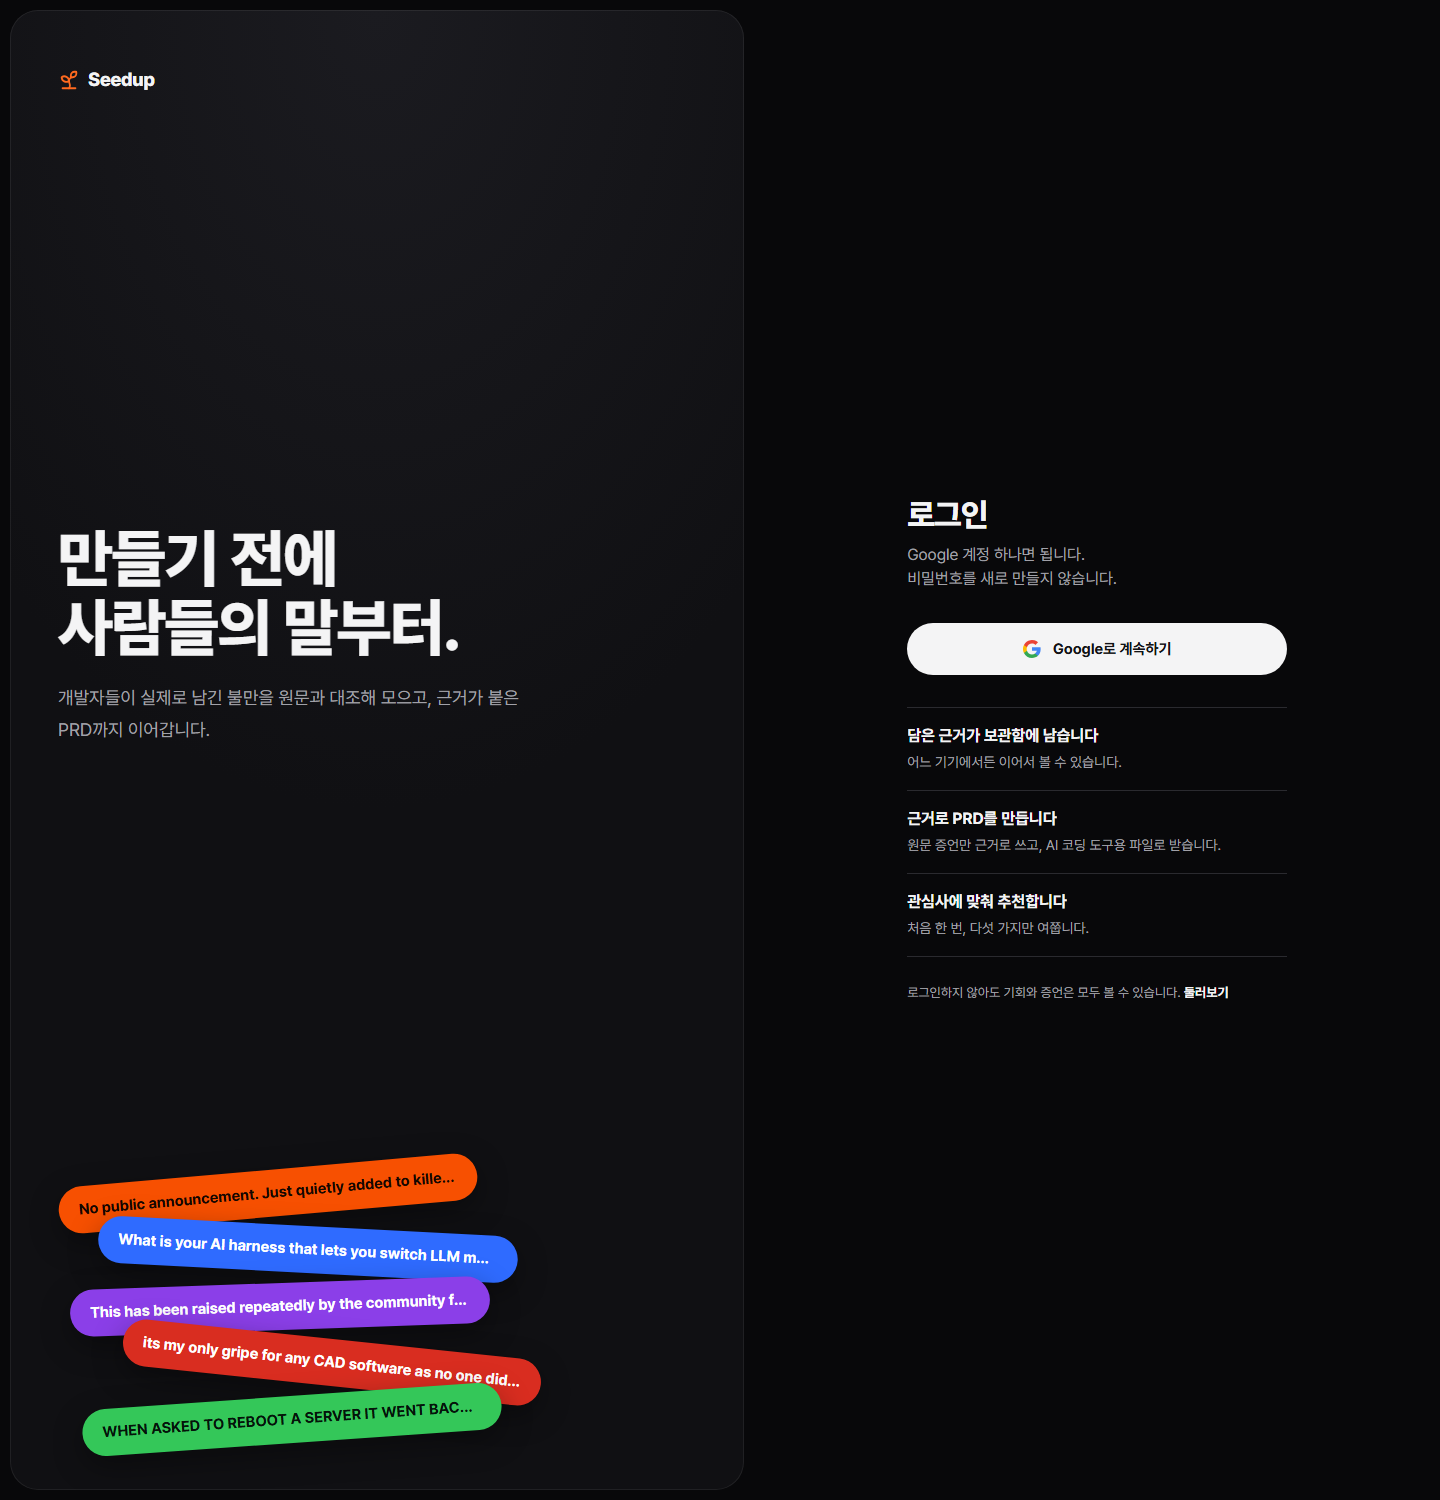 Seedup
만들기 전에
사람들의 말부터.
개발자들이 실제로 남긴 불만을 원문과 대조해 모으고, 근거가 붙은
PRD까지 이어갑니다.
No public announcement. Just quietly added to kille...
What is your AI harness that lets you switch LLM m...
This has been raised repeatedly by the community f...
its my only gripe for any CAD software as no one did...
WHEN ASKED TO REBOOT A SERVER IT WENT BAC...
로그인
Google 계정 하나면 됩니다.
비밀번호를 새로 만들지 않습니다.
Google로 계속하기
담은 근거가 보관함에 남습니다
어느 기기에서든 이어서 볼 수 있습니다.
근거로 PRD를 만듭니다
원문 증언만 근거로 쓰고, AI 코딩 도구용 파일로 받습니다.
관심사에 맞춰 추천합니다
처음 한 번, 다섯 가지만 여쭙니다.
로그인하지 않아도 기회와 증언은 모두 볼 수 있습니다. 둘러보기